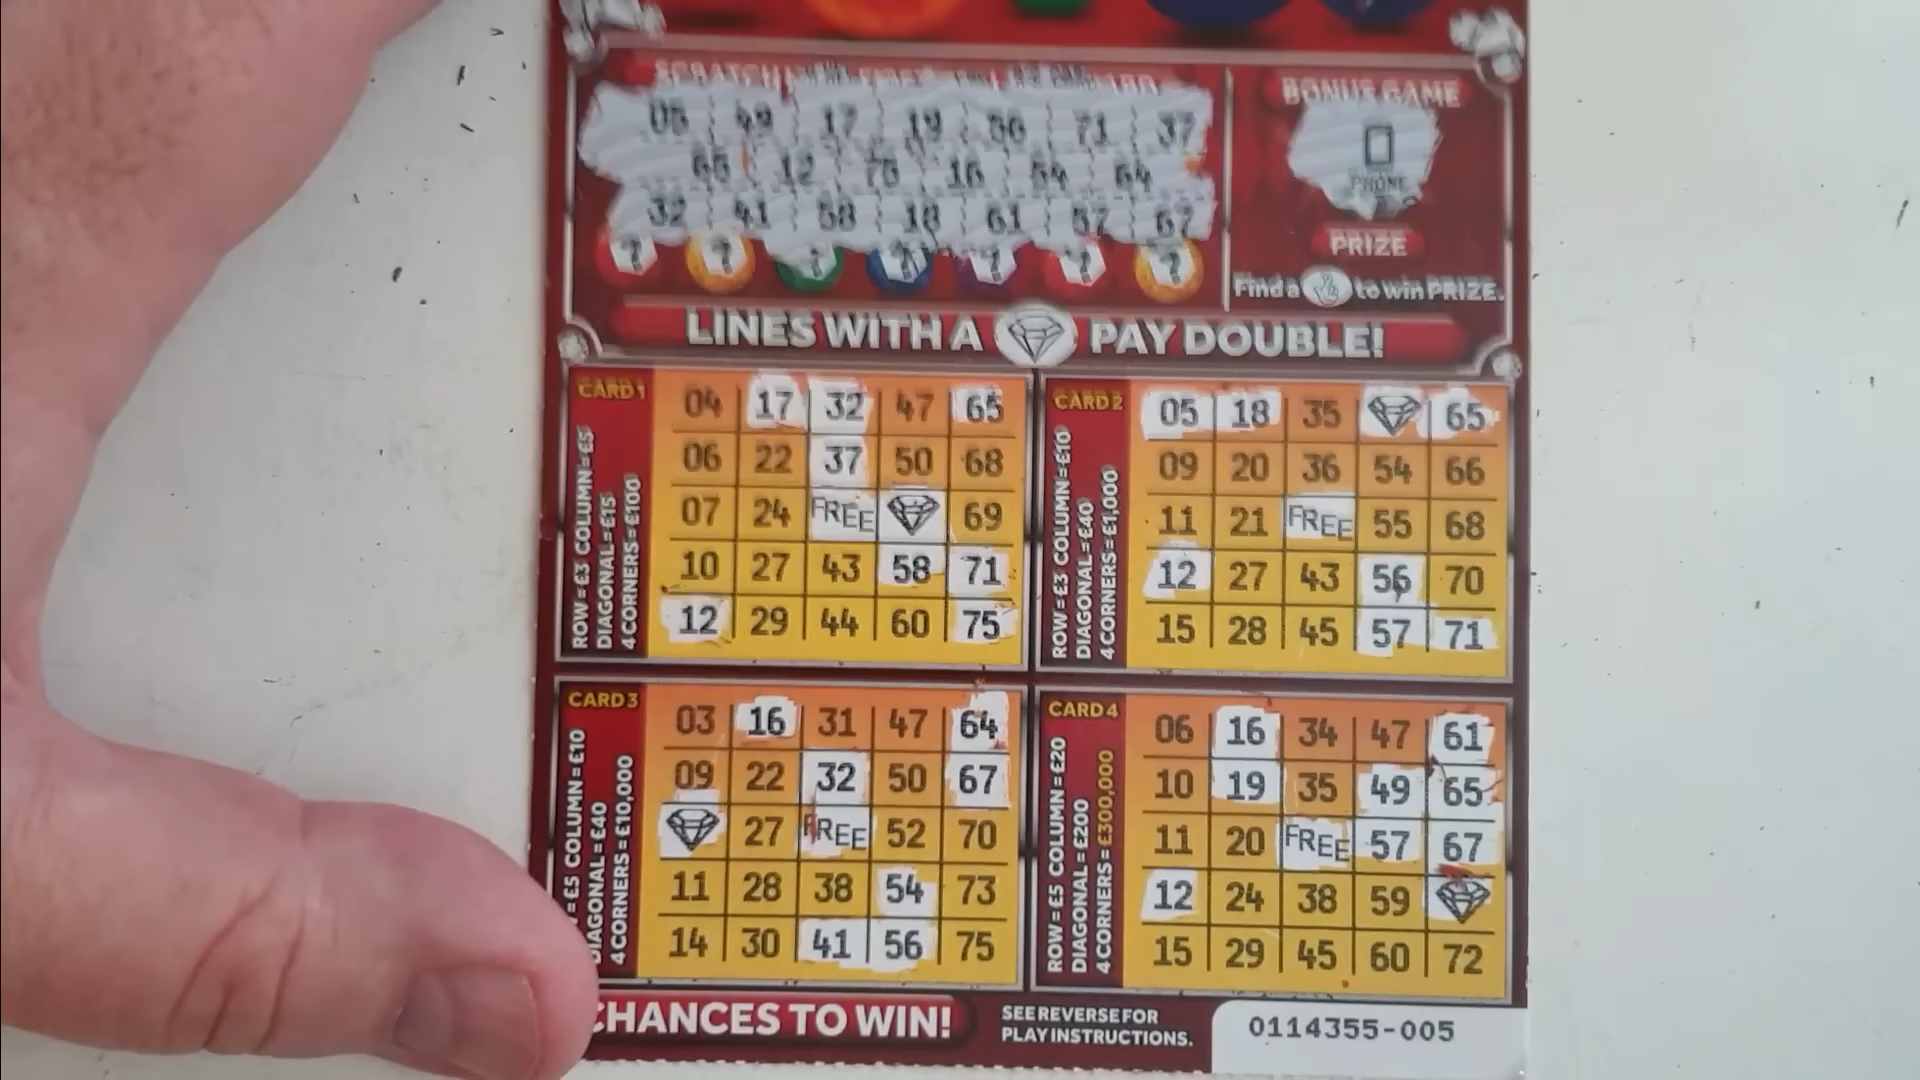 BONUS GAME
05 49 17 19 56 71 37
65 12 75 16 54 64
32 41 58 18 61 57 67
? ? ? ? ? ? ?
PHONE
PRIZE
Find a to win PRIZE.
LINES WITH A PAY DOUBLE!
CARD 1
ROW = £3 COLUMN = £5
DIAGONAL = £15
4 CORNERS = £100
04 17 32 47 65
06 22 37 50 68
07 24 FREE 69
10 27 43 58 71
12 29 44 60 75
CARD 2
ROW = £3 COLUMN = £10
DIAGONAL = £40
4 CORNERS = £1,000
05 18 35 65
09 20 36 54 66
11 21 FREE 55 68
12 27 43 56 70
15 28 45 57 71
CARD 3
= £5 COLUMN = £10
DIAGONAL = £40
4 CORNERS = £10,000
03 16 31 47 64
09 22 32 50 67
27 FREE 52 70
11 28 38 54 73
14 30 41 56 75
CARD 4
ROW = £5 COLUMN = £20
DIAGONAL = £200
4 CORNERS = £300,000
06 16 34 47 61
10 19 35 49 65
11 20 FREE 57 67
12 24 38 59
15 29 45 60 72
CHANCES TO WIN!
SEE REVERSE FOR
PLAY INSTRUCTIONS.
0114355-005